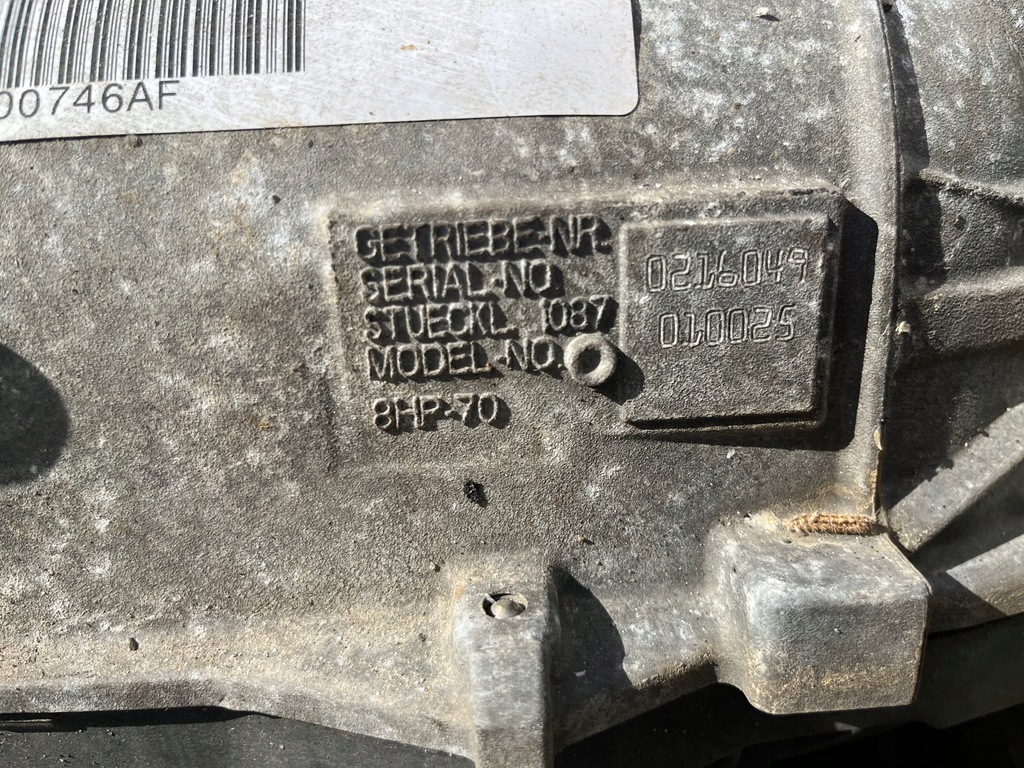 00746AF
GETRIEBE-NR.
SERIAL-NO.
0216049
STUECKL. 1087
010025
MODEL-NO.
8HP-70